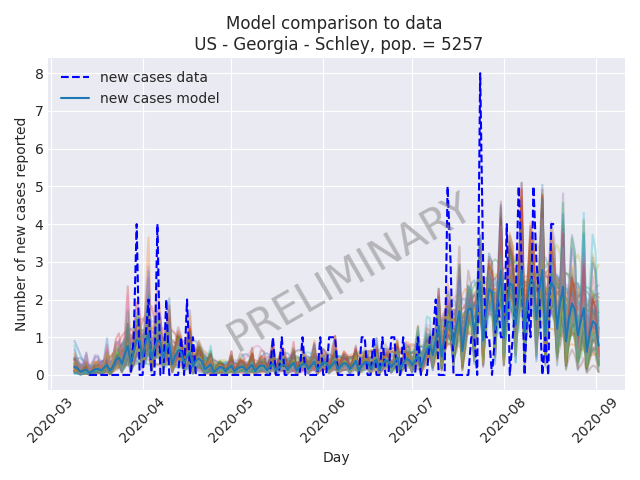 Model comparison to data
US - Georgia - Schley, pop. = 5257
new cases data
new cases model
PRELIMINARY
Number of new cases reported
8
7
6
5
4
3
2
1
0
2020-03
2020-04
2020-05
2020-06
2020-07
2020-08
2020-09
Day